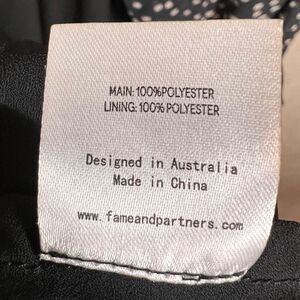 MAIN: 100%POLYESTER
LINING: 100% POLYESTER
Designed in Australia
Made in China
www.fameandpartners.com